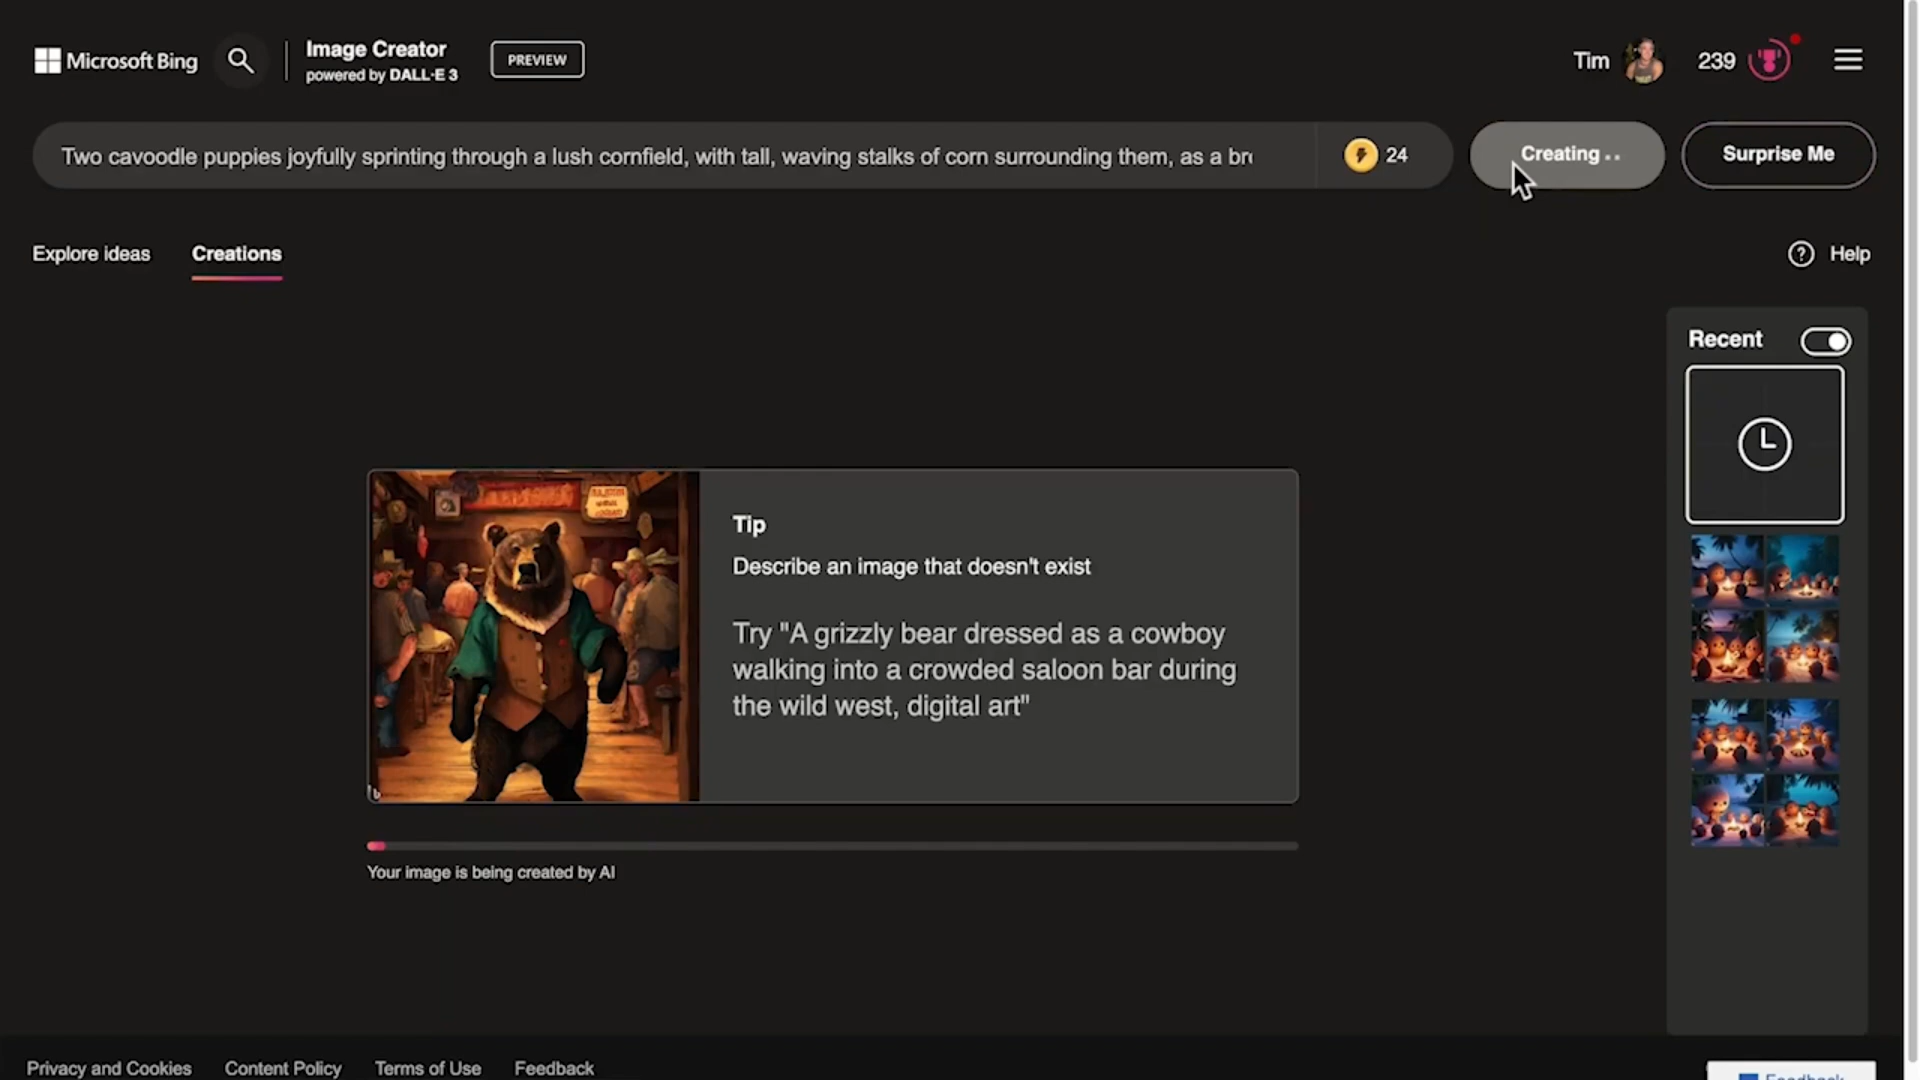 Microsoft Bing
Image Creator
powered by DALL·E 3
PREVIEW
Tim
239
Two cavoodle puppies joyfully sprinting through a lush cornfield, with tall, waving stalks of corn surrounding them, as a bre
24
Creating . .
Surprise Me
Explore ideas
Creations
Help
Recent
Tip
Describe an image that doesn't exist
Try "A grizzly bear dressed as a cowboy
walking into a crowded saloon bar during
the wild west, digital art"
Your image is being created by AI
Privacy and Cookies
Content Policy
Terms of Use
Feedback
Feedback